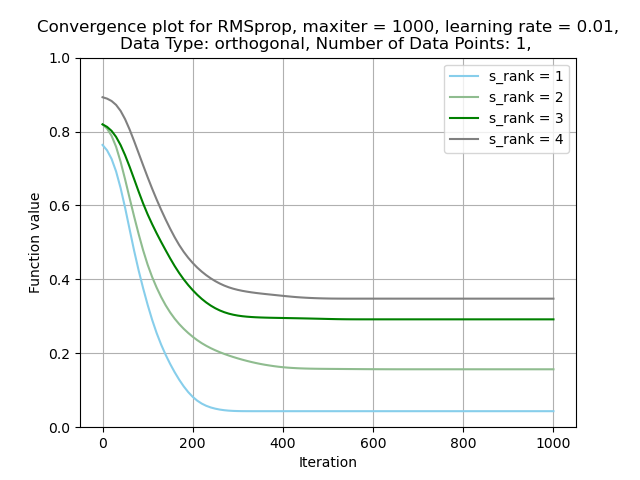 Convergence plot for RMSprop, maxiter = 1000, learning rate = 0.01,
Data Type: orthogonal, Number of Data Points: 1,
s_rank = 1
s_rank = 2
s_rank = 3
s_rank = 4
Function value
1.0
0.8
0.6
0.4
0.2
0.0
0 200 400 600 800 1000
Iteration